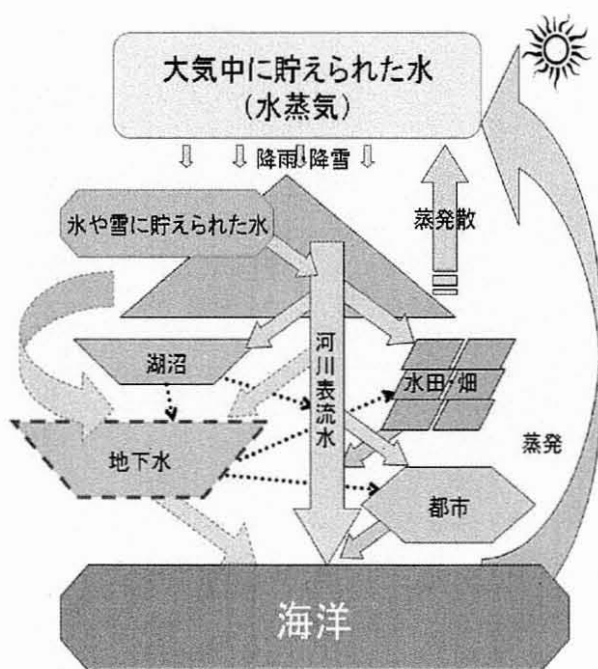 大気中に貯えられた水
(水蒸気)
降雨・降雪
氷や雪に貯えられた水
蒸発散
湖沼
河川表流水
水田・畑
地下水
蒸発
都市
海洋